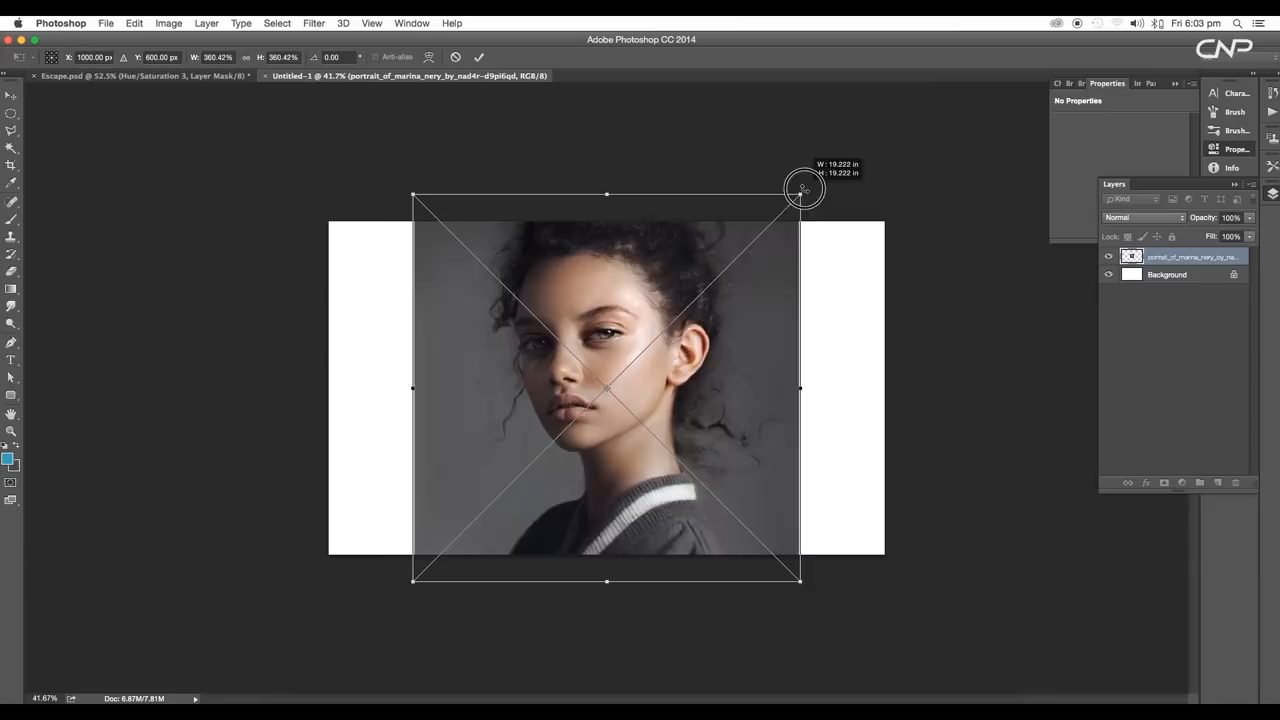 Photoshop File Edit Image Layer Type Select Filter 3D View Window Help Fri 6:03 pm
Adobe Photoshop CC 2014
X: 1000.00 px Y: 600.00 px W: 360.42% H: 360.42% 0.00 ° Anti-alias
CNP
Escape.psd @ 52.5% (Hue/Saturation 3, Layer Mask/8) * Untitled-1 @ 41.7% (portrait_of_marina_nery_by_nad4r-d9pi6qd, RGB/8)
Properties
No Properties
Chara...
Brush
Brush...
Prope...
Info
W : 19.222 in
H : 19.222 in
Layers
Kind
Normal Opacity: 100%
Lock: Fill: 100%
portrait_of_marina_nery_by_na...
Background
41.67% Doc: 6.87M/7.81M